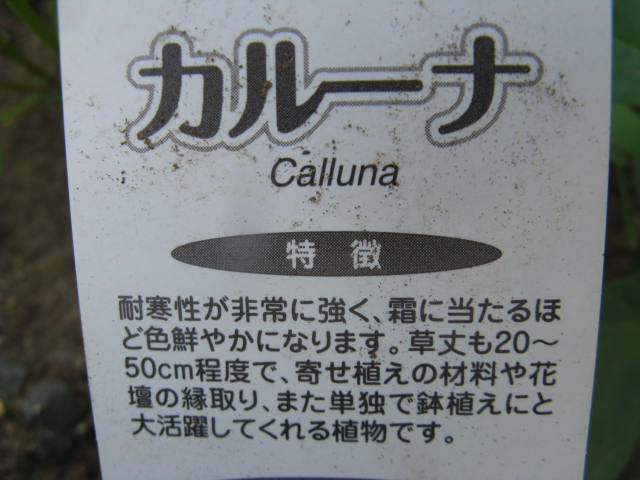 カルーナ
Calluna
特徴
耐寒性が非常に強く、霜に当たるほ
ど色鮮やかになります。草丈も20～
50cm程度で、寄せ植えの材料や花
壇の縁取り、また単独で鉢植えにと
大活躍してくれる植物です。